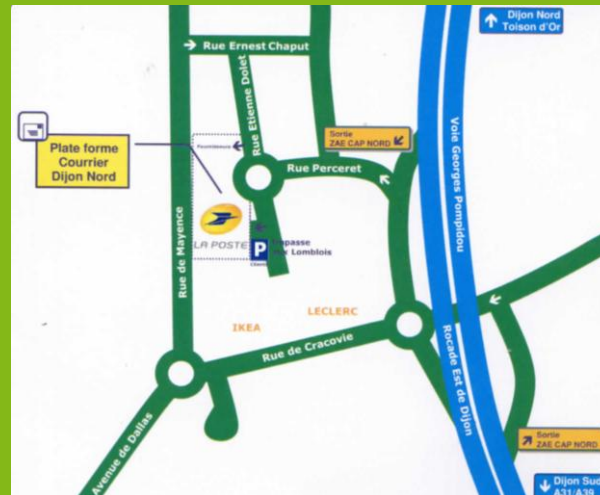 Dijon Nord
Toison d'Or
Rue Ernest Chaput
Rue Etienne Dolet
Voie Georges Pompidou
Sortie
ZAE CAP NORD
Plate forme
Courrier
Dijon Nord
Fournisseurs
Rue Perceret
Rue de Mayence
LA POSTE
P
Impasse
Lomblois
IKEA
LECLERC
Rue de Cracovie
Rocade Est de Dijon
Avenue de Dallas
Sortie
ZAE CAP NORD
Dijon Sud
A31/A39